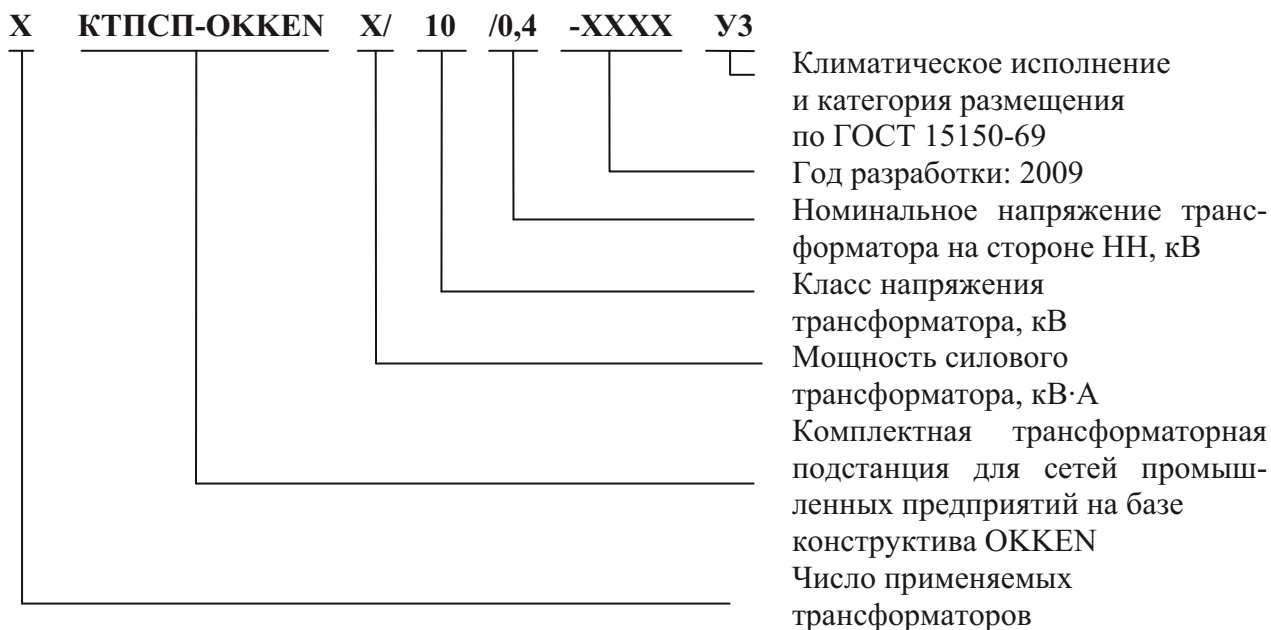 Х КТПСП-OKKEN Х/ 10 /0,4 -ХХХХ У3
Климатическое исполнение
и категория размещения
по ГОСТ 15150-69
Год разработки: 2009
Номинальное напряжение транс-
форматора на стороне НН, кВ
Класс напряжения
трансформатора, кВ
Мощность силового
трансформатора, кВ·А
Комплектная трансформаторная
подстанция для сетей промыш-
ленных предприятий на базе
конструктива OKKEN
Число применяемых
трансформаторов